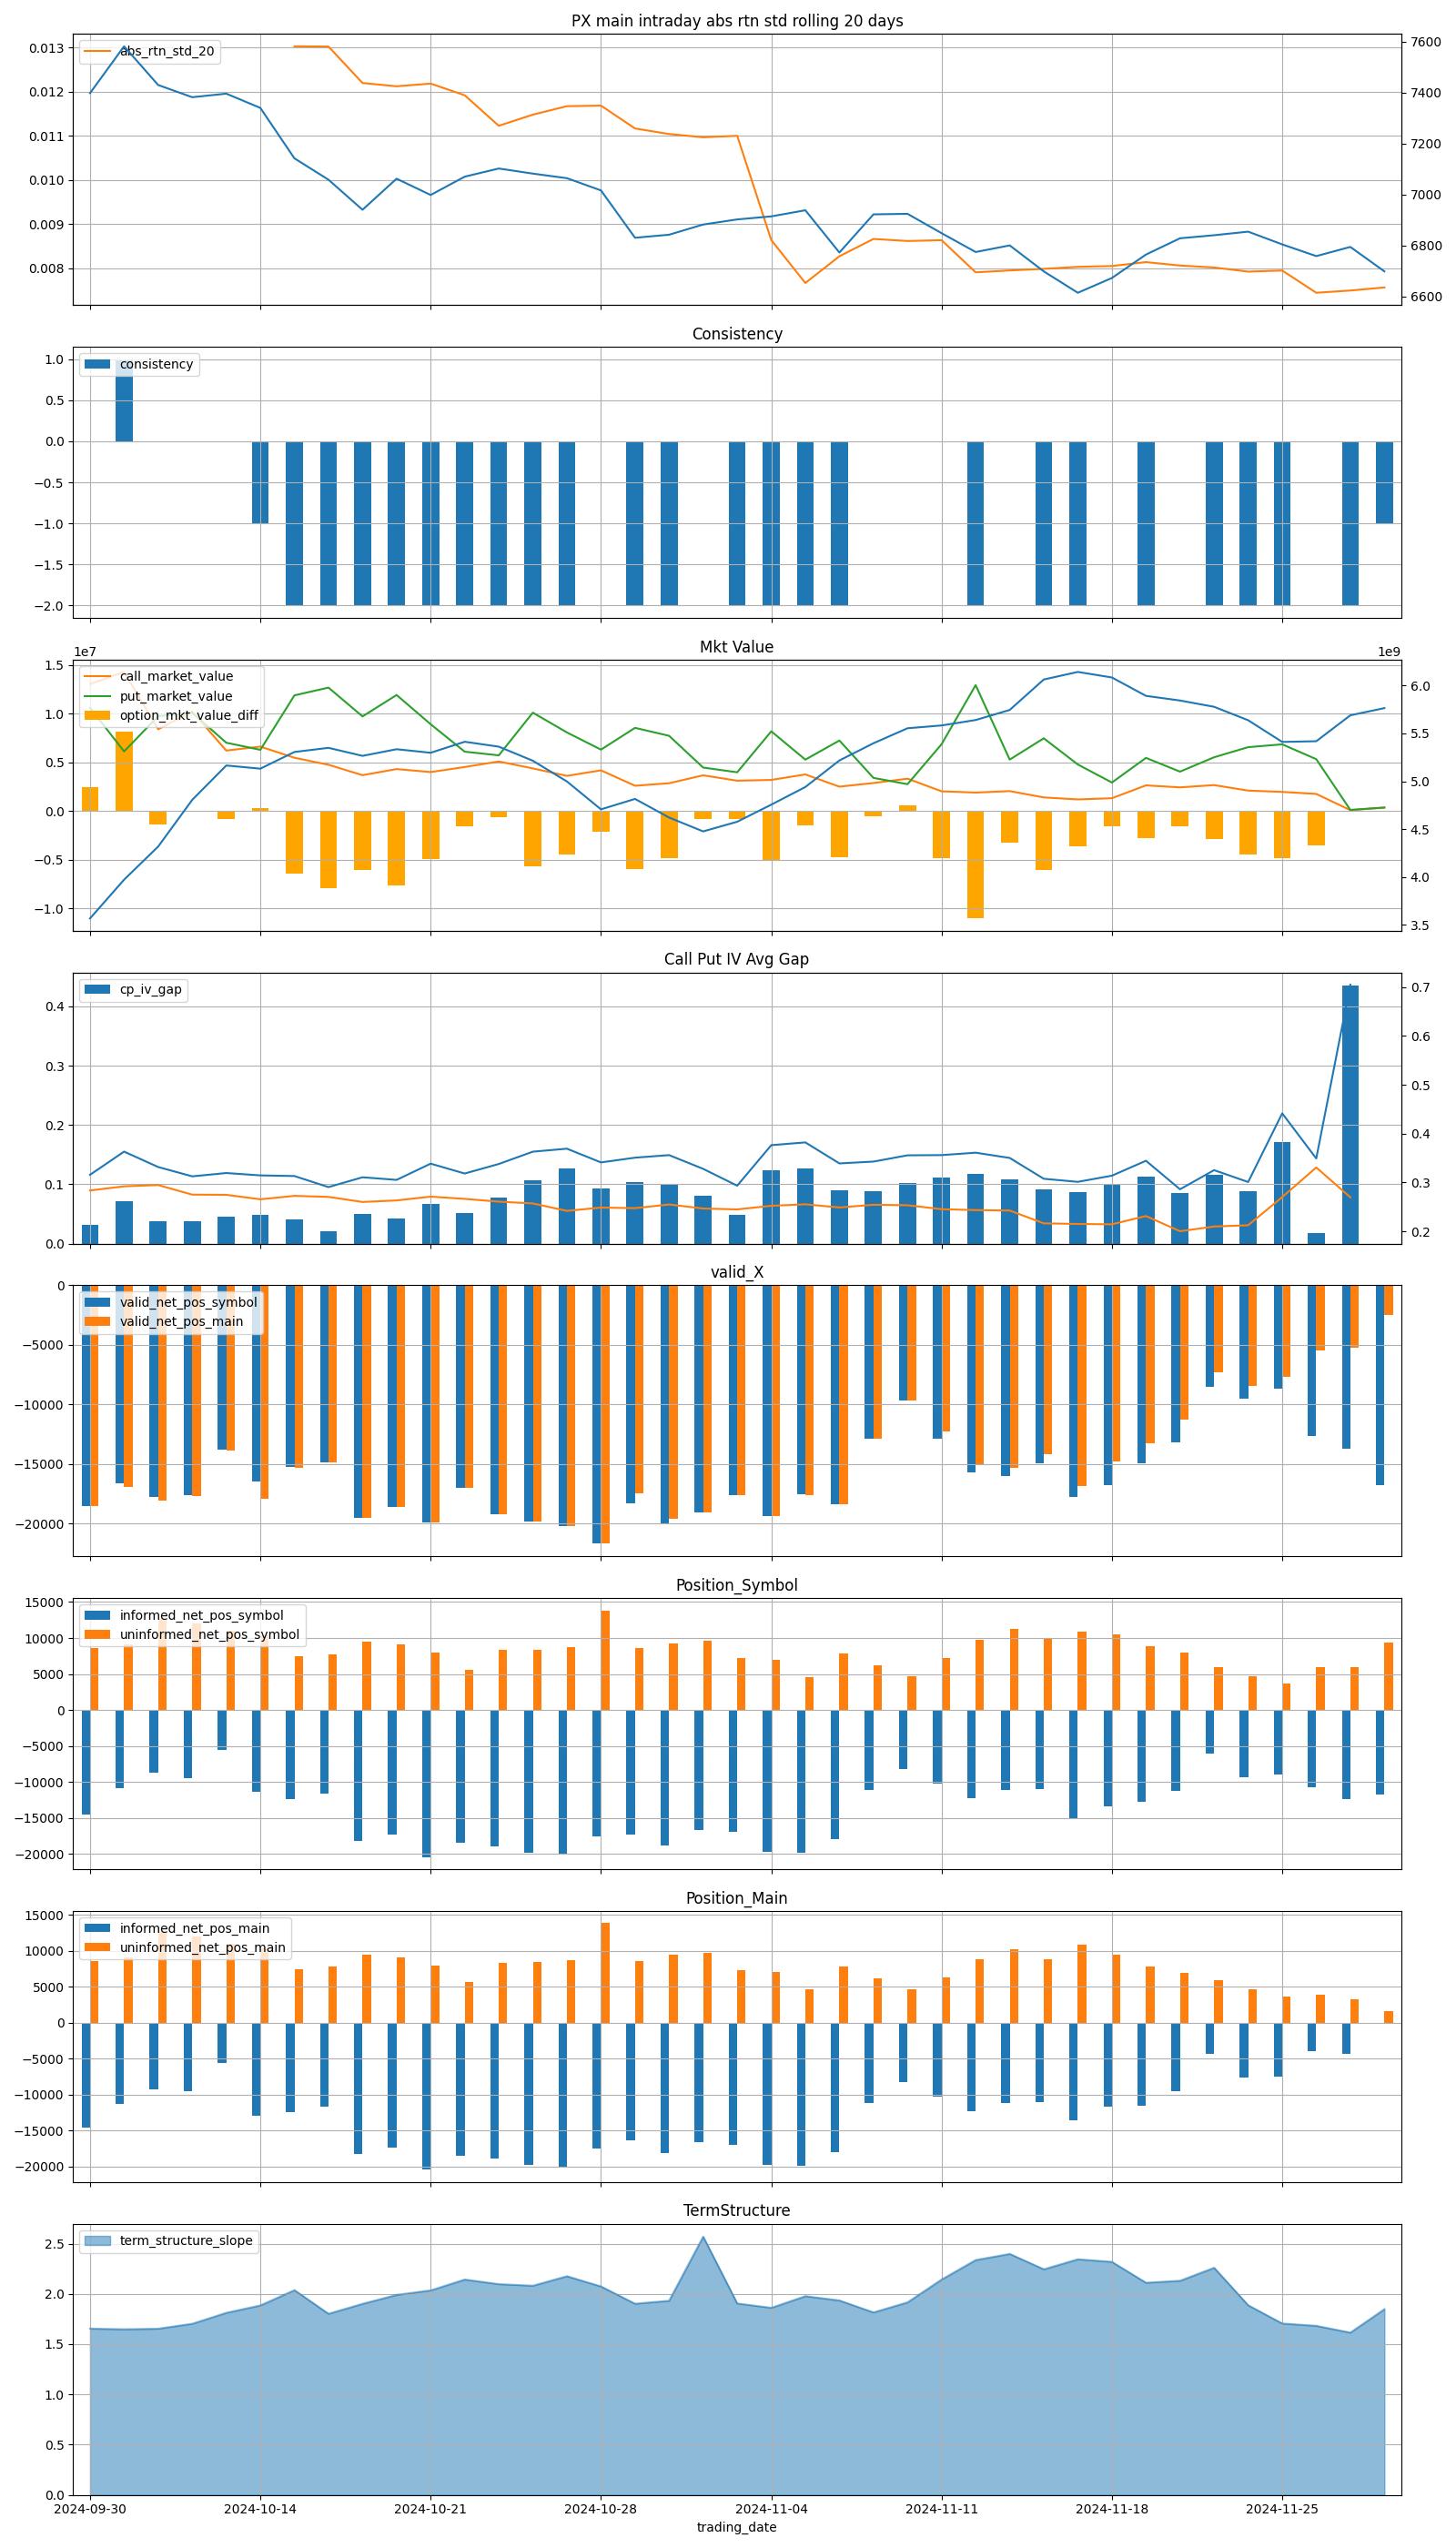 PX main intraday abs rtn std rolling 20 days
abs_rtn_std_20
0.013
0.012
0.011
0.010
0.009
0.008
7600
7400
7200
7000
6800
6600
Consistency
consistency
1.0
0.5
0.0
−0.5
−1.0
−1.5
−2.0
Mkt Value
1e7
1e9
call_market_value
put_market_value
option_mkt_value_diff
1.5
1.0
0.5
0.0
−0.5
−1.0
6.0
5.5
5.0
4.5
4.0
3.5
Call Put IV Avg Gap
cp_iv_gap
0.4
0.3
0.2
0.1
0.0
0.7
0.6
0.5
0.4
0.3
0.2
valid_X
valid_net_pos_symbol
valid_net_pos_main
0
−5000
−10000
−15000
−20000
Position_Symbol
informed_net_pos_symbol
uninformed_net_pos_symbol
15000
10000
5000
0
−5000
−10000
−15000
−20000
Position_Main
informed_net_pos_main
uninformed_net_pos_main
15000
10000
5000
0
−5000
−10000
−15000
−20000
TermStructure
term_structure_slope
2.5
2.0
1.5
1.0
0.5
0.0
2024-09-30 2024-10-14 2024-10-21 2024-10-28 2024-11-04 2024-11-11 2024-11-18 2024-11-25
trading_date